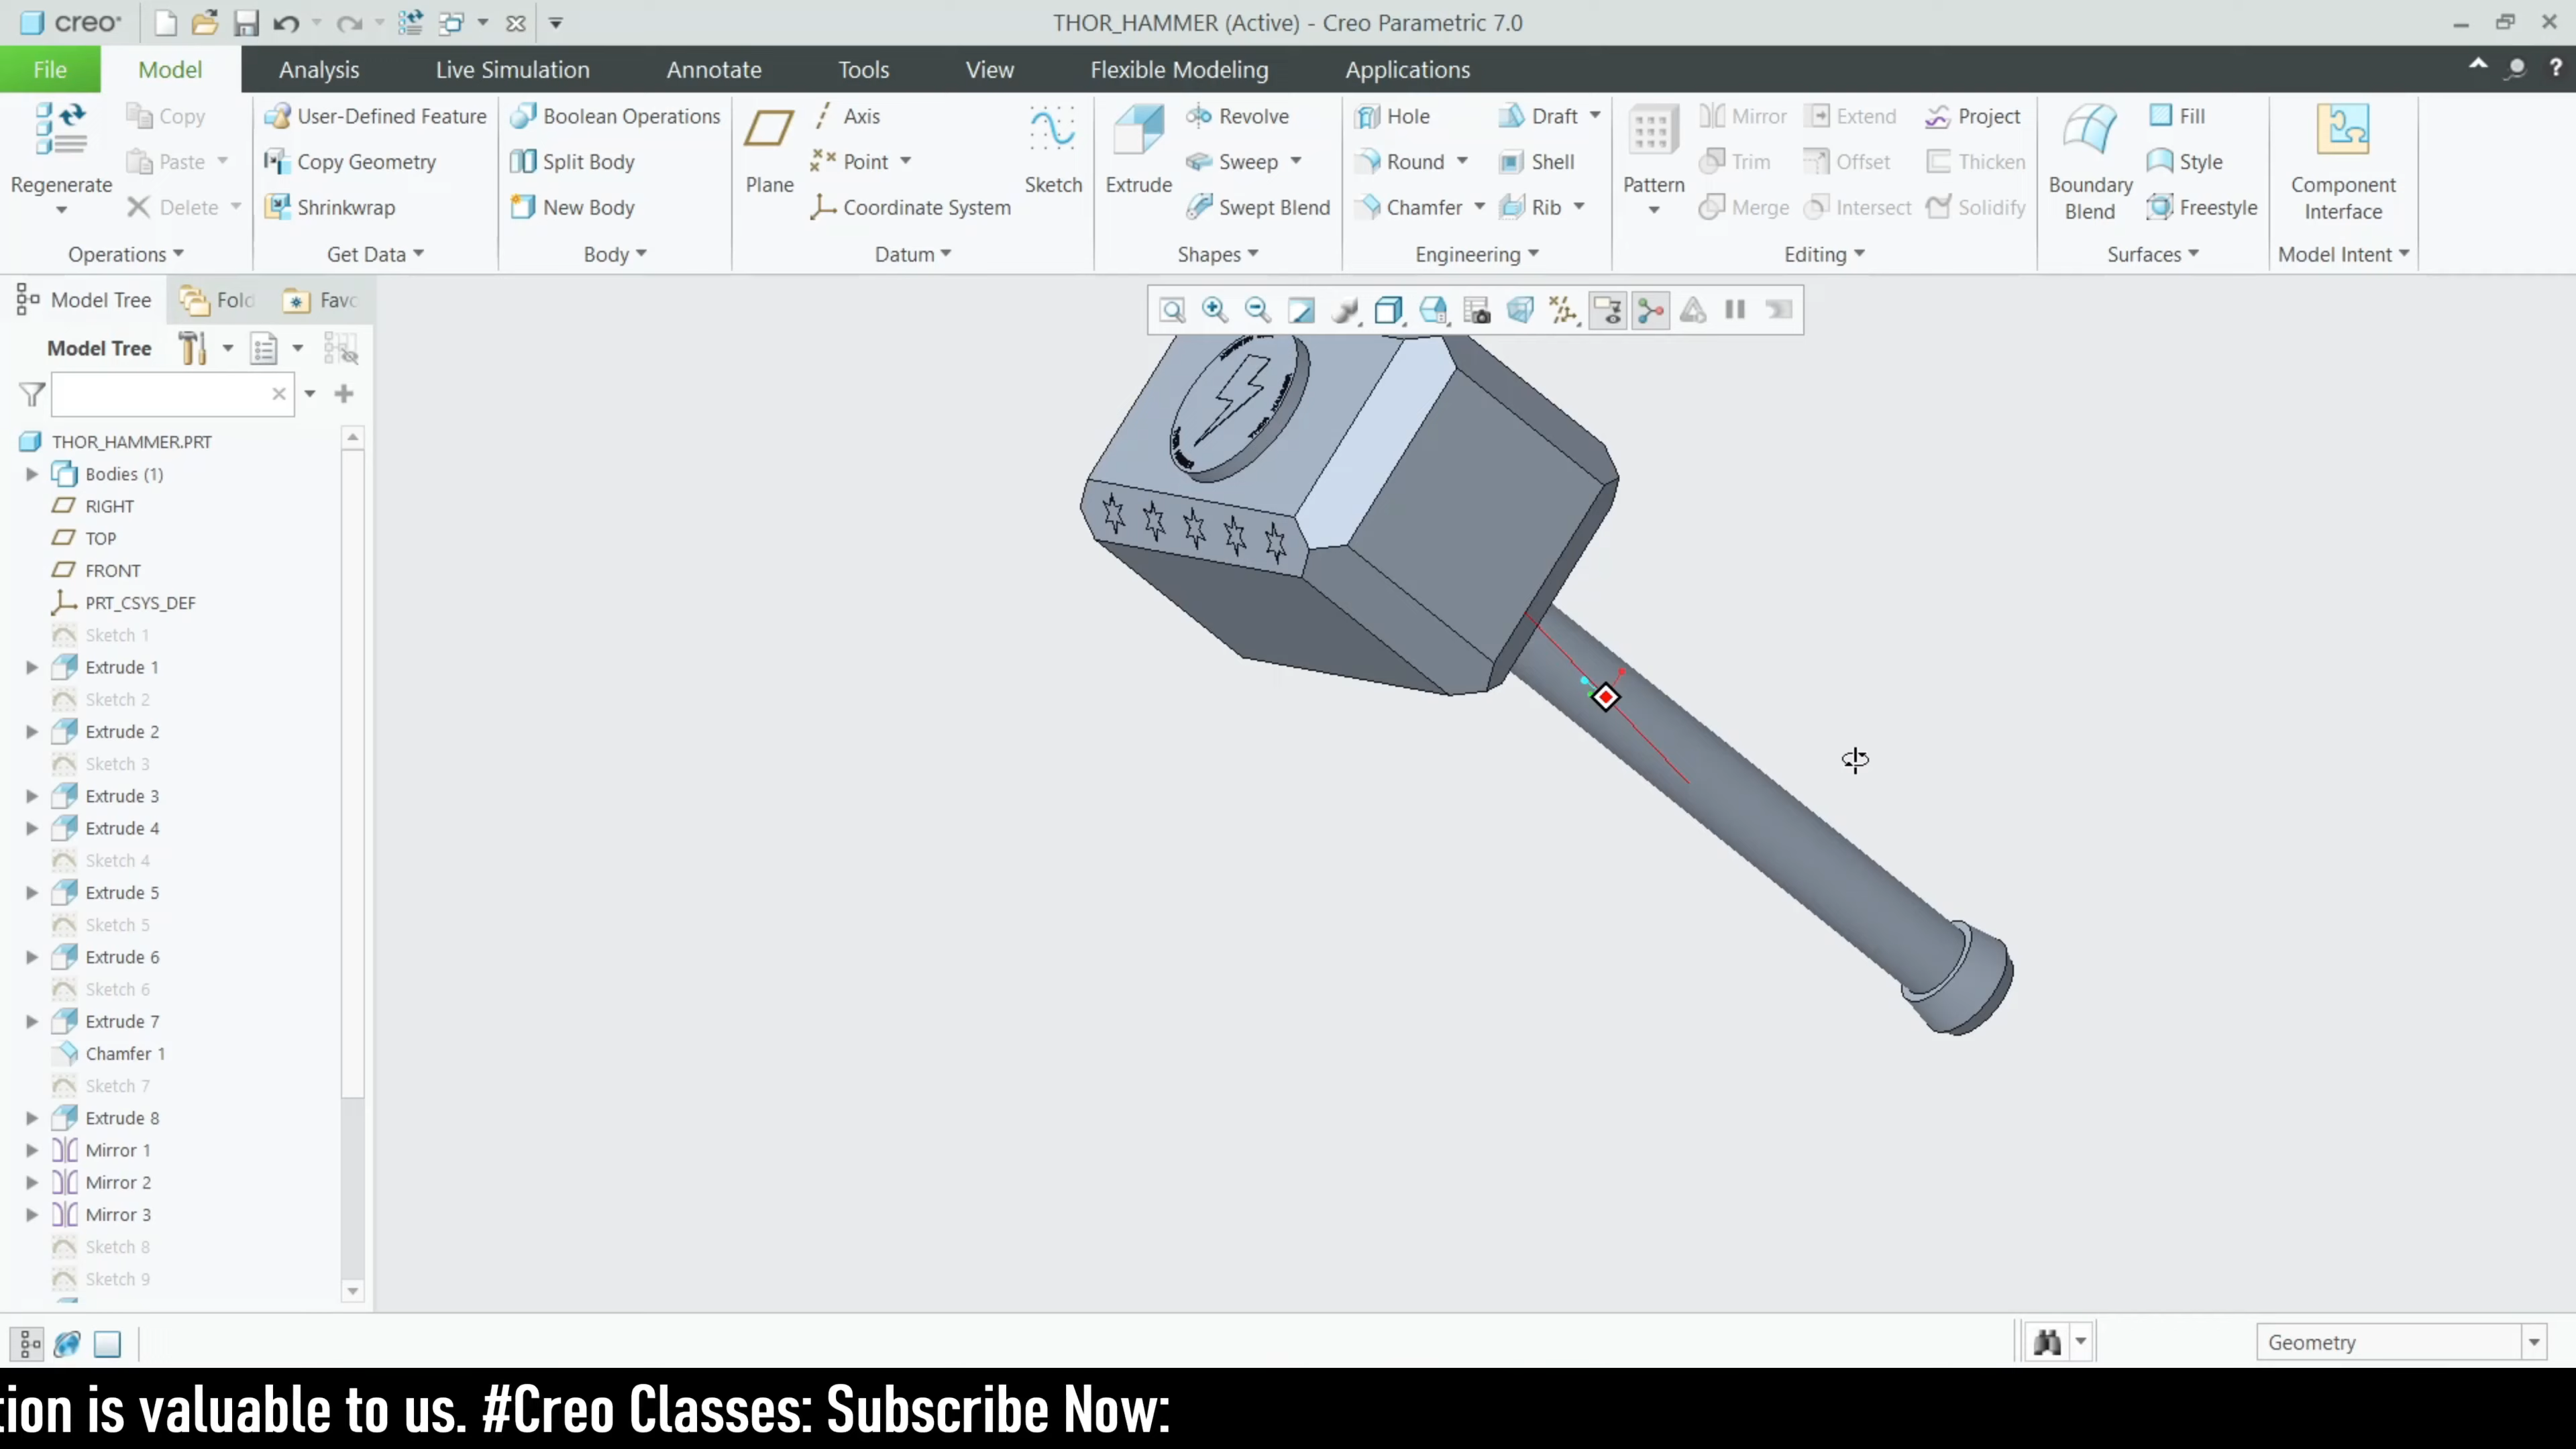 creo
THOR_HAMMER (Active) - Creo Parametric 7.0
File Model Analysis Live Simulation Annotate Tools View Flexible Modeling Applications
Regenerate
Copy
Paste
Delete
Operations
User-Defined Feature
Copy Geometry
Shrinkwrap
Get Data
Boolean Operations
Split Body
New Body
Body
Plane
Axis
Point
Coordinate System
Sketch
Datum
Extrude
Revolve
Sweep
Swept Blend
Shapes
Hole
Round
Chamfer
Draft
Shell
Rib
Engineering
Pattern
Mirror
Trim
Merge
Extend
Offset
Intersect
Project
Thicken
Solidify
Editing
Boundary
Blend
Fill
Style
Freestyle
Surfaces
Component
Interface
Model Intent
Model Tree
Fold
Favo
Model Tree
THOR_HAMMER.PRT
Bodies (1)
RIGHT
TOP
FRONT
PRT_CSYS_DEF
Sketch 1
Extrude 1
Sketch 2
Extrude 2
Sketch 3
Extrude 3
Extrude 4
Sketch 4
Extrude 5
Sketch 5
Extrude 6
Sketch 6
Extrude 7
Chamfer 1
Sketch 7
Extrude 8
Mirror 1
Mirror 2
Mirror 3
Sketch 8
Sketch 9
Geometry
tion is valuable to us. #Creo Classes: Subscribe Now: